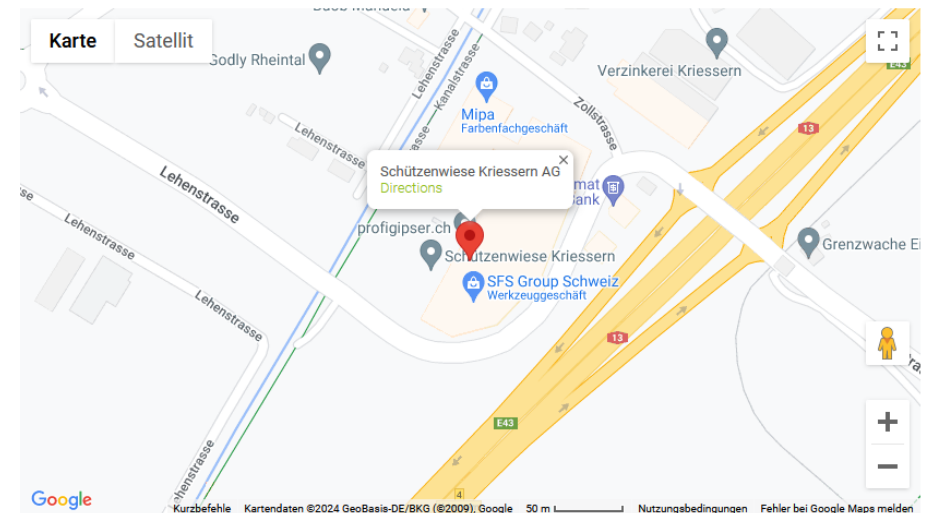 Karte
Satellit
Godly Rheintal
Lehenstrasse
Kanalstrasse
Verzinkerei Kriessern
E43
13
Mipa
Farbenfachgeschäft
Zollstrasse
Lehenstrasse
Lehenstrasse
Schützenwiese Kriessern AG
Directions
×
mat
Bank
profigipser.ch
Schützenwiese Kriessern
Grenzwache
SFS Group Schweiz
Werkzeuggeschäft
Lehenstrasse
Lehenstrasse
13
E43
4
Google
Kurzbefehle
Kartendaten ©2024 GeoBasis-DE/BKG (©2009), Google
50 m
Nutzungsbedingungen
Fehler bei Google Maps melden